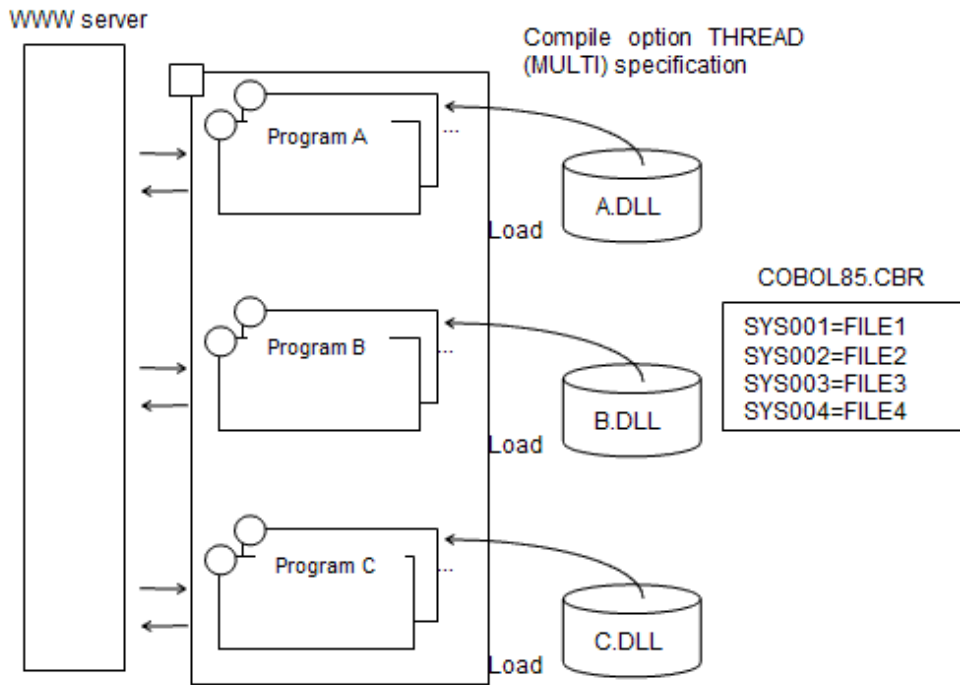 WWW server
Compile option THREAD
(MULTI) specification
Program A
...
A.DLL
Load
COBOL85.CBR
SYS001=FILE1
SYS002=FILE2
SYS003=FILE3
SYS004=FILE4
Program B
...
B.DLL
Load
Program C
...
C.DLL
Load